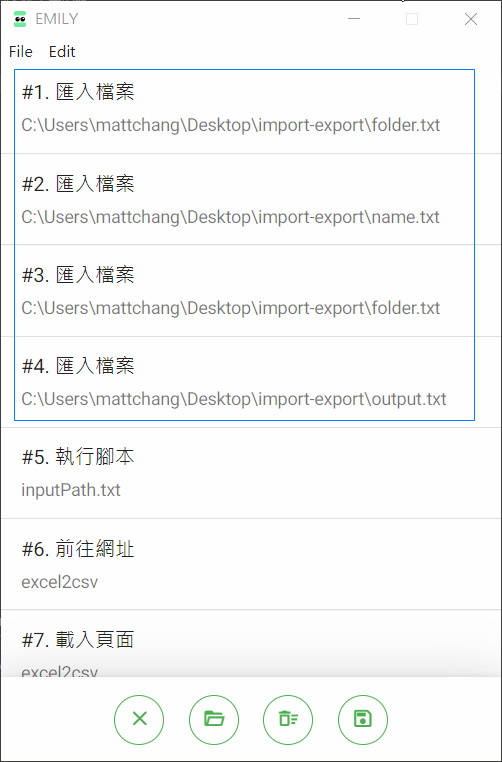 EMILY
File Edit
#1. 匯入檔案
C:\Users\mattchang\Desktop\import-export\folder.txt
#2. 匯入檔案
C:\Users\mattchang\Desktop\import-export\name.txt
#3. 匯入檔案
C:\Users\mattchang\Desktop\import-export\folder.txt
#4. 匯入檔案
C:\Users\mattchang\Desktop\import-export\output.txt
#5. 執行腳本
inputPath.txt
#6. 前往網址
excel2csv
#7. 載入頁面
excel2csv